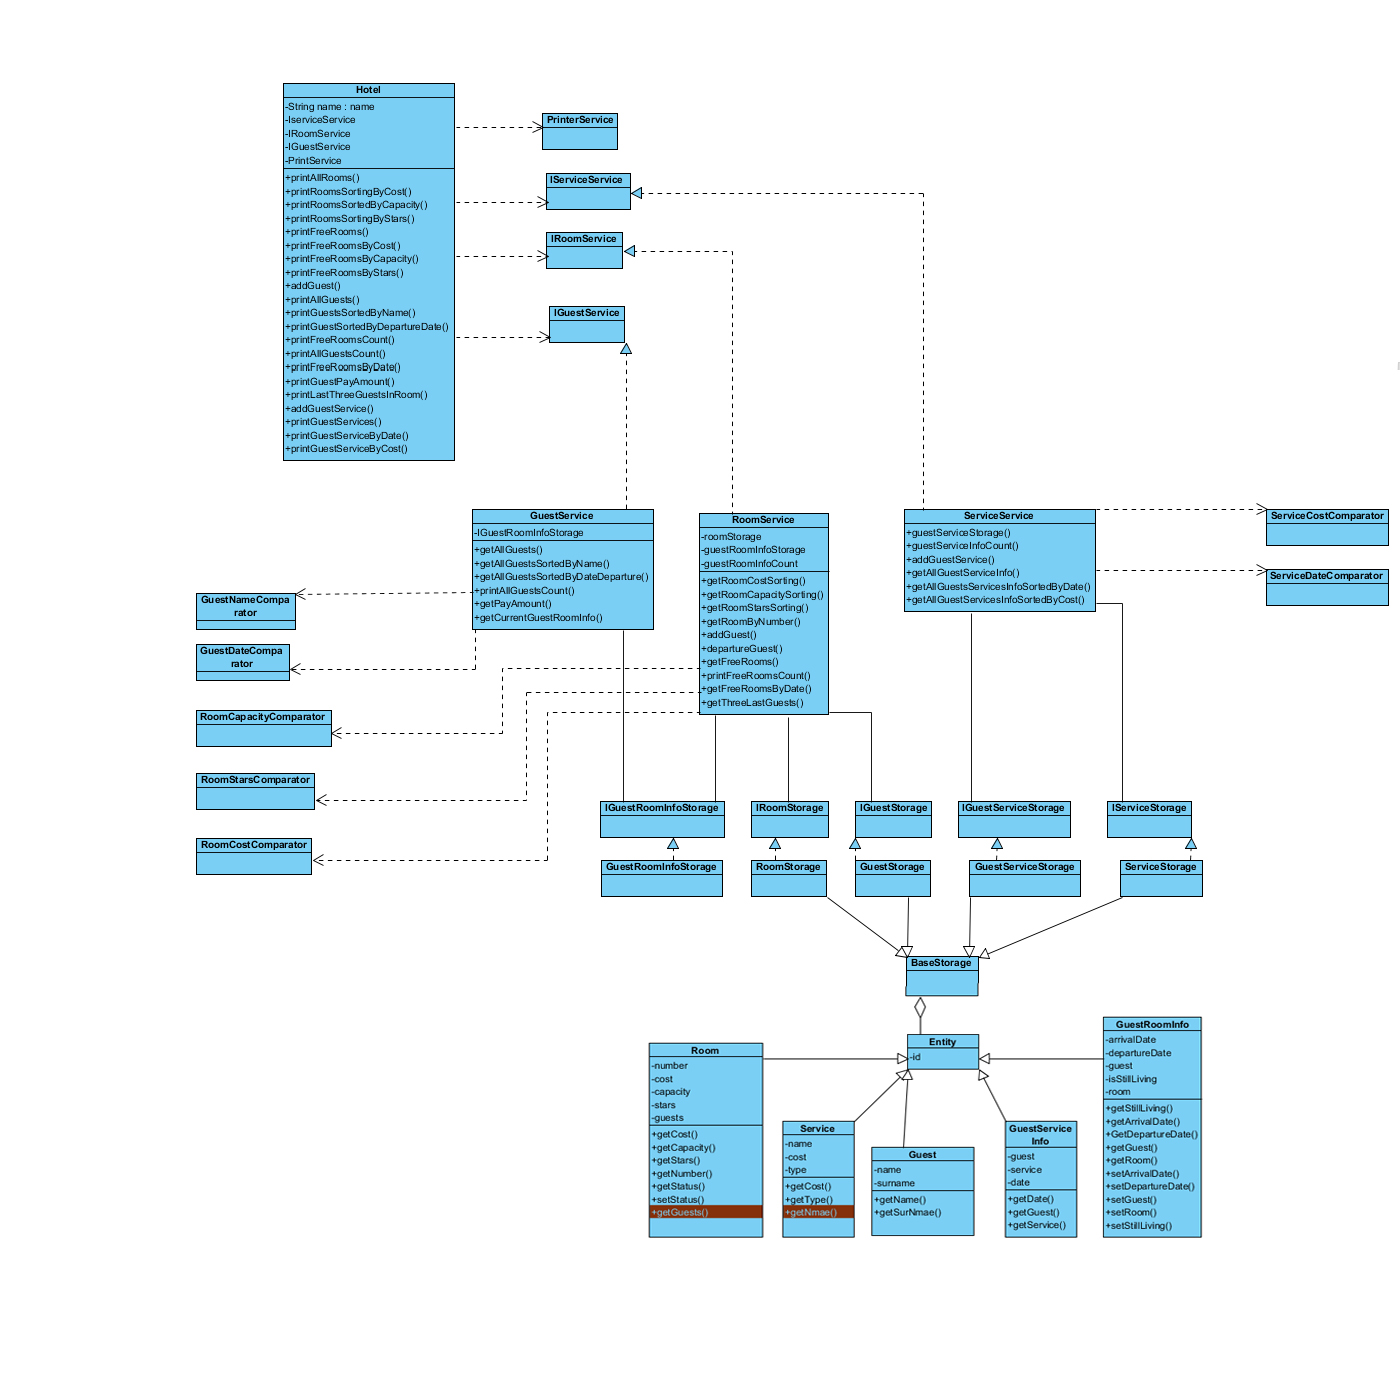 Hotel
-String name : name
-IserviceService
-IRoomService
-IGuestService
-PrintService
+printAllRooms()
+printRoomsSortingByCost()
+printRoomsSortedByCapacity()
+printRoomsSortingByStars()
+printFreeRooms()
+printFreeRoomsByCost()
+printFreeRoomsByCapacity()
+printFreeRoomsByStars()
+addGuest()
+printAllGuests()
+printGuestsSortedByName()
+printGuestSortedByDepartureDate()
+printFreeRoomsCount()
+printAllGuestsCount()
+printFreeRoomsByDate()
+printGuestPayAmount()
+printLastThreeGuestsInRoom()
+addGuestService()
+printGuestServices()
+printGuestServiceByDate()
+printGuestServiceByCost()
PrinterService
IServiceService
IRoomService
IGuestService
GuestService
-IGuestRoomInfoStorage
+getAllGuests()
+getAllGuestsSortedByName()
+getAllGuestsSortedByDateDeparture()
+printAllGuestsCount()
+getPayAmount()
+getCurrentGuestRoomInfo()
RoomService
-roomStorage
-guestRoomInfoStorage
-guestRoomInfoCount
+getRoomCostSorting()
+getRoomCapacitySorting()
+getRoomStarsSorting()
+getRoomByNumber()
+addGuest()
+departureGuest()
+getFreeRooms()
+printFreeRoomsCount()
+getFreeRoomsByDate()
+getThreeLastGuests()
ServiceService
+guestServiceStorage()
+guestServiceInfoCount()
+addGuestService()
+getAllGuestServiceInfo()
+getAllGuestsServicesInfoSortedByDate()
+getAllGuestServicesInfoSortedByCost()
ServiceCostComparator
ServiceDateComparator
GuestNameCompa
rator
GuestDateCompa
rator
RoomCapacityComparator
RoomStarsComparator
RoomCostComparator
IGuestRoomInfoStorage
IRoomStorage
IGuestStorage
IGuestServiceStorage
IServiceStorage
GuestRoomInfoStorage
RoomStorage
GuestStorage
GuestServiceStorage
ServiceStorage
BaseStorage
Entity
-id
Room
-number
-cost
-capacity
-stars
-guests
+getCost()
+getCapacity()
+getStars()
+getNumber()
+getStatus()
+setStatus()
+getGuests()
Service
-name
-cost
-type
+getCost()
+getType()
+getNmae()
Guest
-name
-surname
+getName()
+getSurNmae()
GuestService
Info
-guest
-service
-date
+getDate()
+getGuest()
+getService()
GuestRoomInfo
-arrivalDate
-departureDate
-guest
-isStillLiving
-room
+getStillLiving()
+getArrivalDate()
+GetDepartureDate()
+getGuest()
+getRoom()
+setArrivalDate()
+setDepartureDate()
+setGuest()
+setRoom()
+setStillLiving()